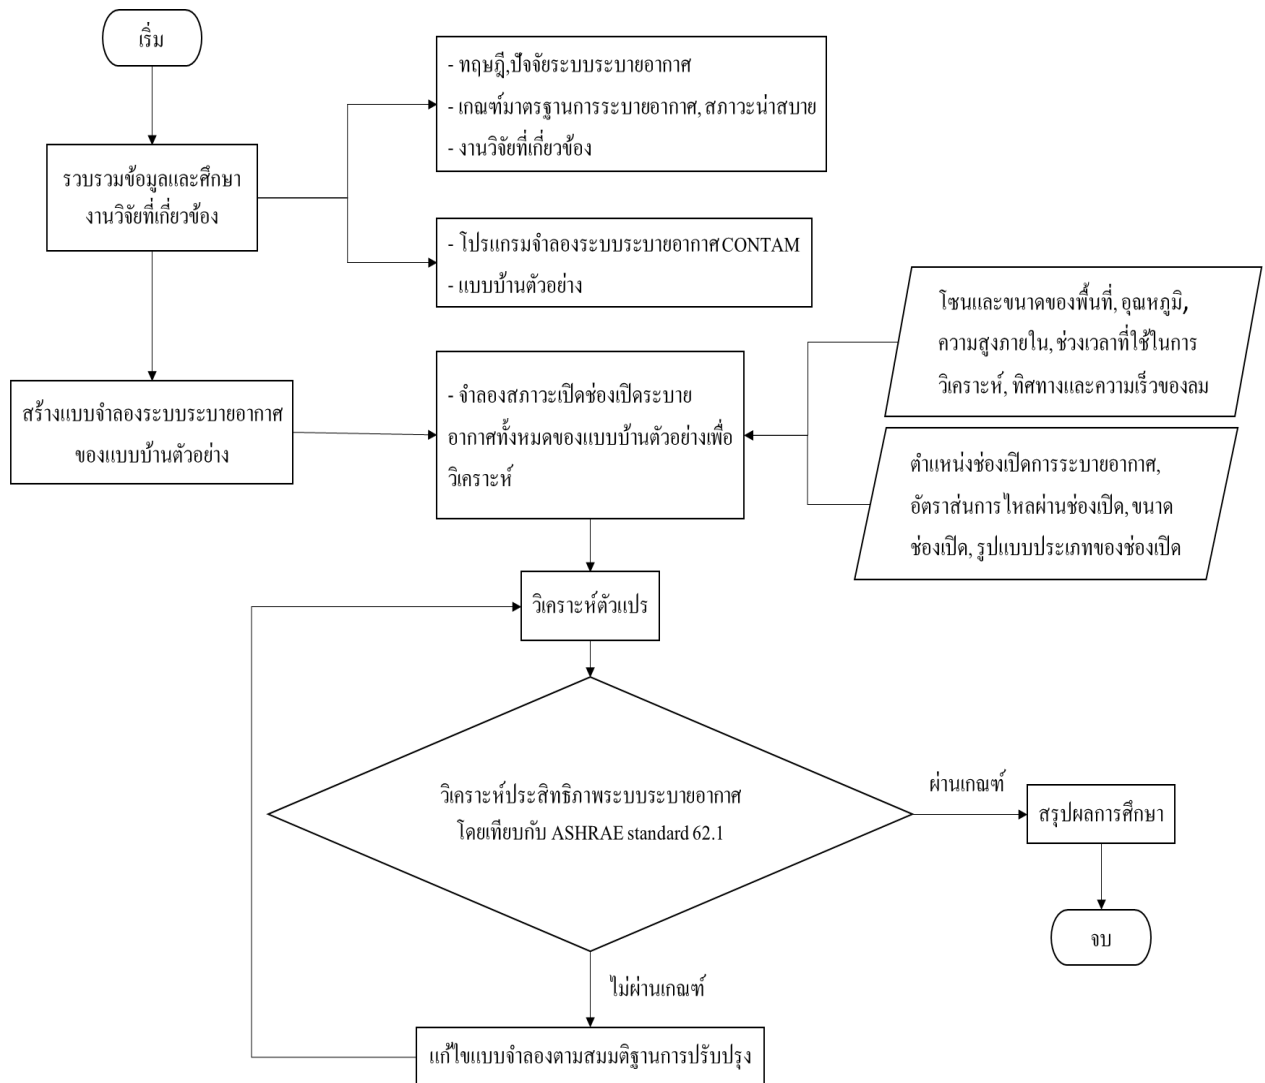 เริ่ม
- ทฤษฎี,ปัจจัยระบบระบายอากาศ
- เกณฑ์มาตรฐานการระบายอากาศ, สภาวะน่าสบาย
- งานวิจัยที่เกี่ยวข้อง
รวบรวมข้อมูลและศึกษา
งานวิจัยที่เกี่ยวข้อง
- โปรแกรมจำลองระบบระบายอากาศ CONTAM
- แบบบ้านตัวอย่าง
โซนและขนาดของพื้นที่, อุณหภูมิ,
ความสูงภายใน, ช่วงเวลาที่ใช้ในการ
วิเคราะห์, ทิศทางและความเร็วของลม
สร้างแบบจำลองระบบระบายอากาศ
ของแบบบ้านตัวอย่าง
- จำลองสภาวะเปิดช่องเปิดระบาย
อากาศทั้งหมดของแบบบ้านตัวอย่างเพื่อ
วิเคราะห์
ตำแหน่งช่องเปิดการระบายอากาศ,
อัตราส่นการไหลผ่านช่องเปิด, ขนาด
ช่องเปิด, รูปแบบประเภทของช่องเปิด
วิเคราะห์ตัวแปร
วิเคราะห์ประสิทธิภาพระบบระบายอากาศ
โดยเทียบกับ ASHRAE standard 62.1
ผ่านเกณฑ์
สรุปผลการศึกษา
จบ
ไม่ผ่านเกณฑ์
แก้ไขแบบจำลองตามสมมติฐานการปรับปรุง